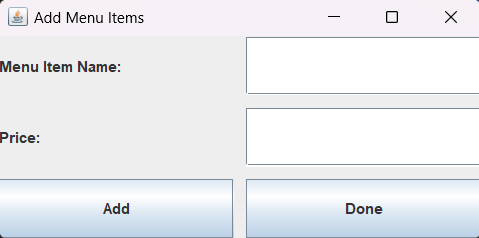 Add Menu Items
Menu Item Name:
Price:
Add Done